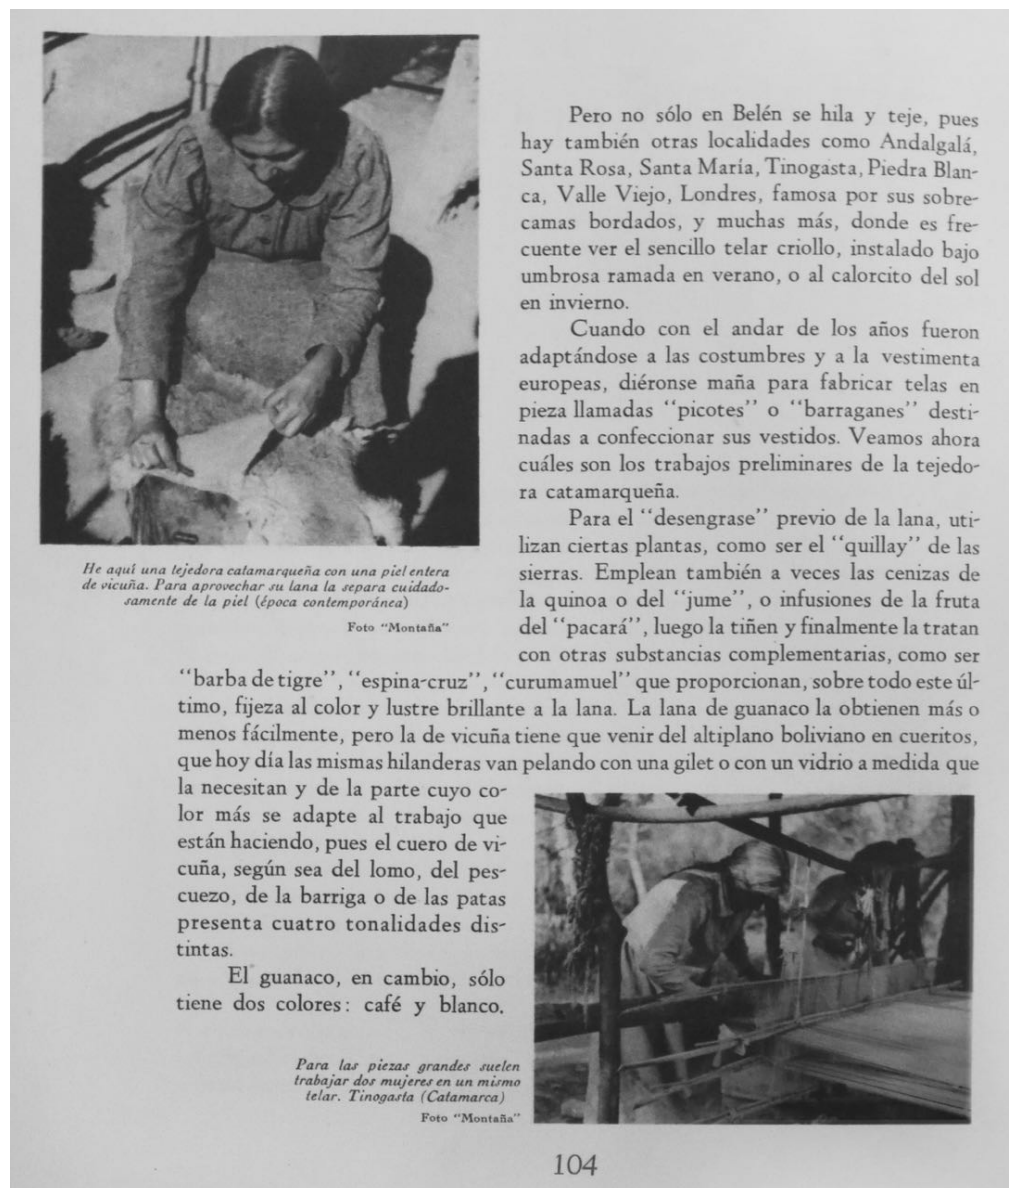 Pero no sólo en Belén se hila y teje, pues
hay también otras localidades como Andalgalá,
Santa Rosa, Santa María, Tinogasta, Piedra Blan-
ca, Valle Viejo, Londres, famosa por sus sobre-
camas bordados, y muchas más, donde es fre-
cuente ver el sencillo telar criollo, instalado bajo
umbrosa ramada en verano, o al calorcito del sol
en invierno.
Cuando con el andar de los años fueron
adaptándose a las costumbres y a la vestimenta
europeas, diéronse maña para fabricar telas en
pieza llamadas "picotes" o "barraganes" desti-
nadas a confeccionar sus vestidos. Veamos ahora
cuáles son los trabajos preliminares de la tejedo-
ra catamarqueña.
Para el "desengrase" previo de la lana, uti-
lizan ciertas plantas, como ser el "quillay" de las
sierras. Emplean también a veces las cenizas de
la quinoa o del "jume", o infusiones de la fruta
del "pacará", luego la tiñen y finalmente la tratan
con otras substancias complementarias, como ser
"barba de tigre", "espina-cruz", "curumamuel" que proporcionan, sobre todo este úl-
timo, fijeza al color y lustre brillante a la lana. La lana de guanaco la obtienen más o
menos fácilmente, pero la de vicuña tiene que venir del altiplano boliviano en cueritos,
que hoy día las mismas hilanderas van pelando con una gilet o con un vidrio a medida que
la necesitan y de la parte cuyo co-
lor más se adapte al trabajo que
están haciendo, pues el cuero de vi-
cuña, según sea del lomo, del pes-
cuezo, de la barriga o de las patas
presenta cuatro tonalidades dis-
tintas.
El guanaco, en cambio, sólo
tiene dos colores: café y blanco.
He aquí una tejedora catamarqueña con una piel entera
de vicuña. Para aprovechar su lana la separa cuidado-
samente de la piel (época contemporánea)
Foto "Montaña"
Para las piezas grandes suelen
trabajar dos mujeres en un mismo
telar. Tinogasta (Catamarca)
Foto "Montaña"
104